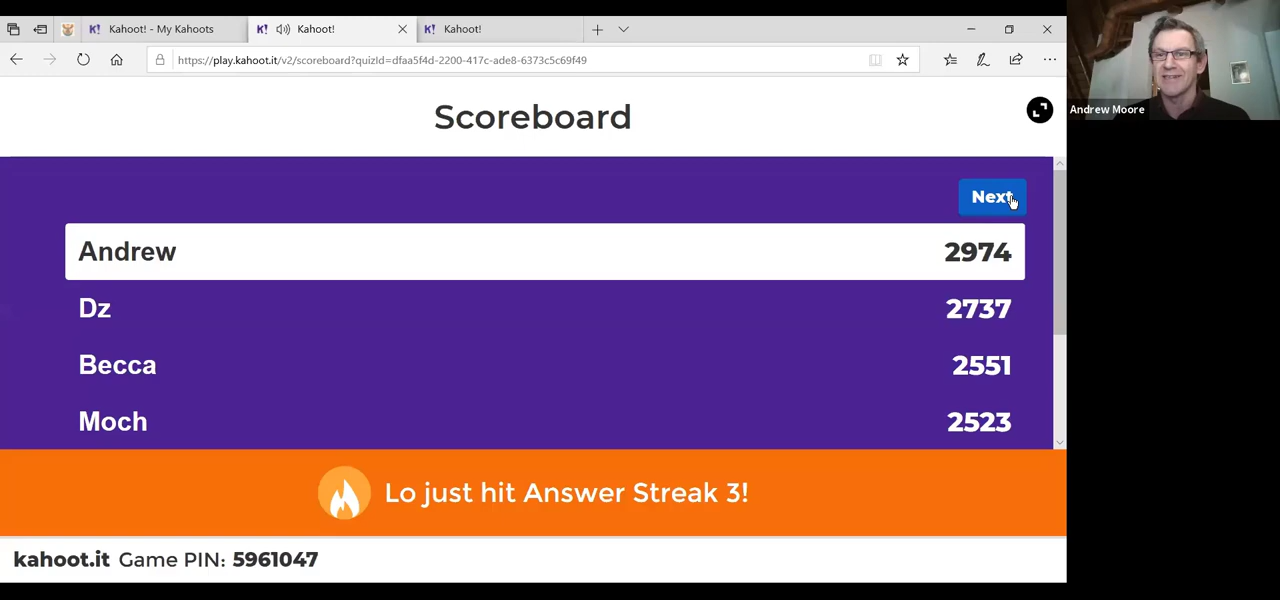 Kahoot! - My Kahoots
Kahoot!
Kahoot!
https://play.kahoot.it/v2/scoreboard?quizId=dfaa5f4d-2200-417c-ade8-6373c5c69f49
Andrew Moore
Scoreboard
Next
Andrew 2974
Dz 2737
Becca 2551
Moch 2523
Lo just hit Answer Streak 3!
kahoot.it Game PIN: 5961047